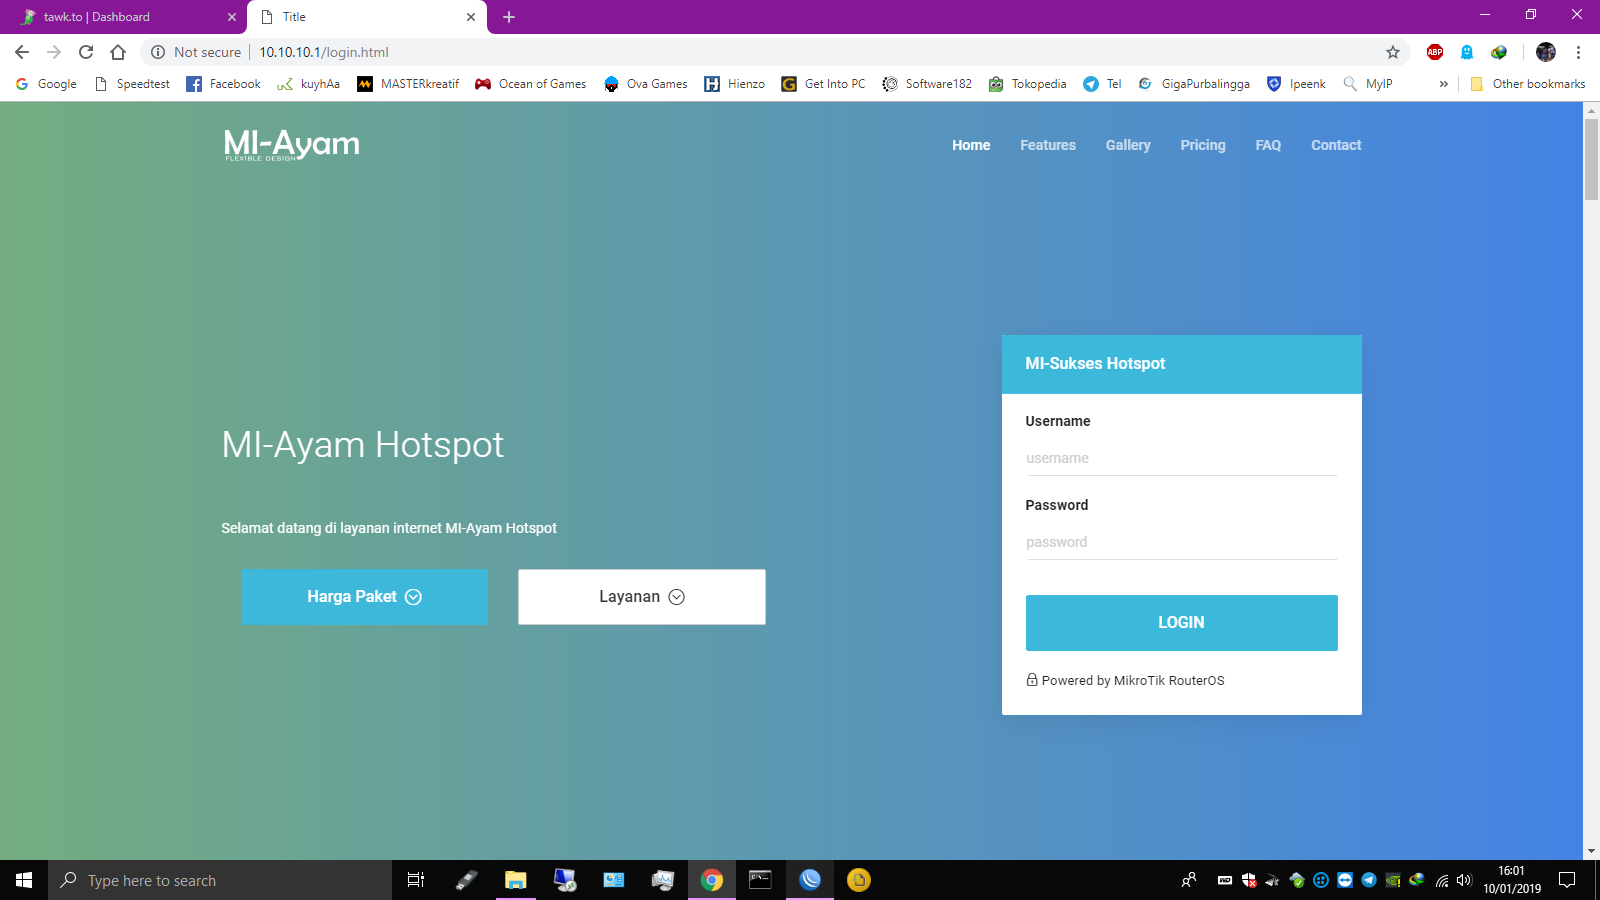 tawk.to | Dashboard
Title
Not secure 10.10.10.1/login.html
ABP
Google Speedtest Facebook kuyhAa MASTERkreatif Ocean of Games Ova Games Hienzo Get Into PC Software182 Tokopedia Tel GigaPurbalingga Ipeenk MyIP » Other bookmarks
MI-Ayam
FLEXIBLE DESIGN
Home Features Gallery Pricing FAQ Contact
MI-Ayam Hotspot
Selamat datang di layanan internet MI-Ayam Hotspot
Harga Paket
Layanan
MI-Sukses Hotspot
Username
username
Password
password
LOGIN
Powered by MikroTik RouterOS
Type here to search
16:01
10/01/2019